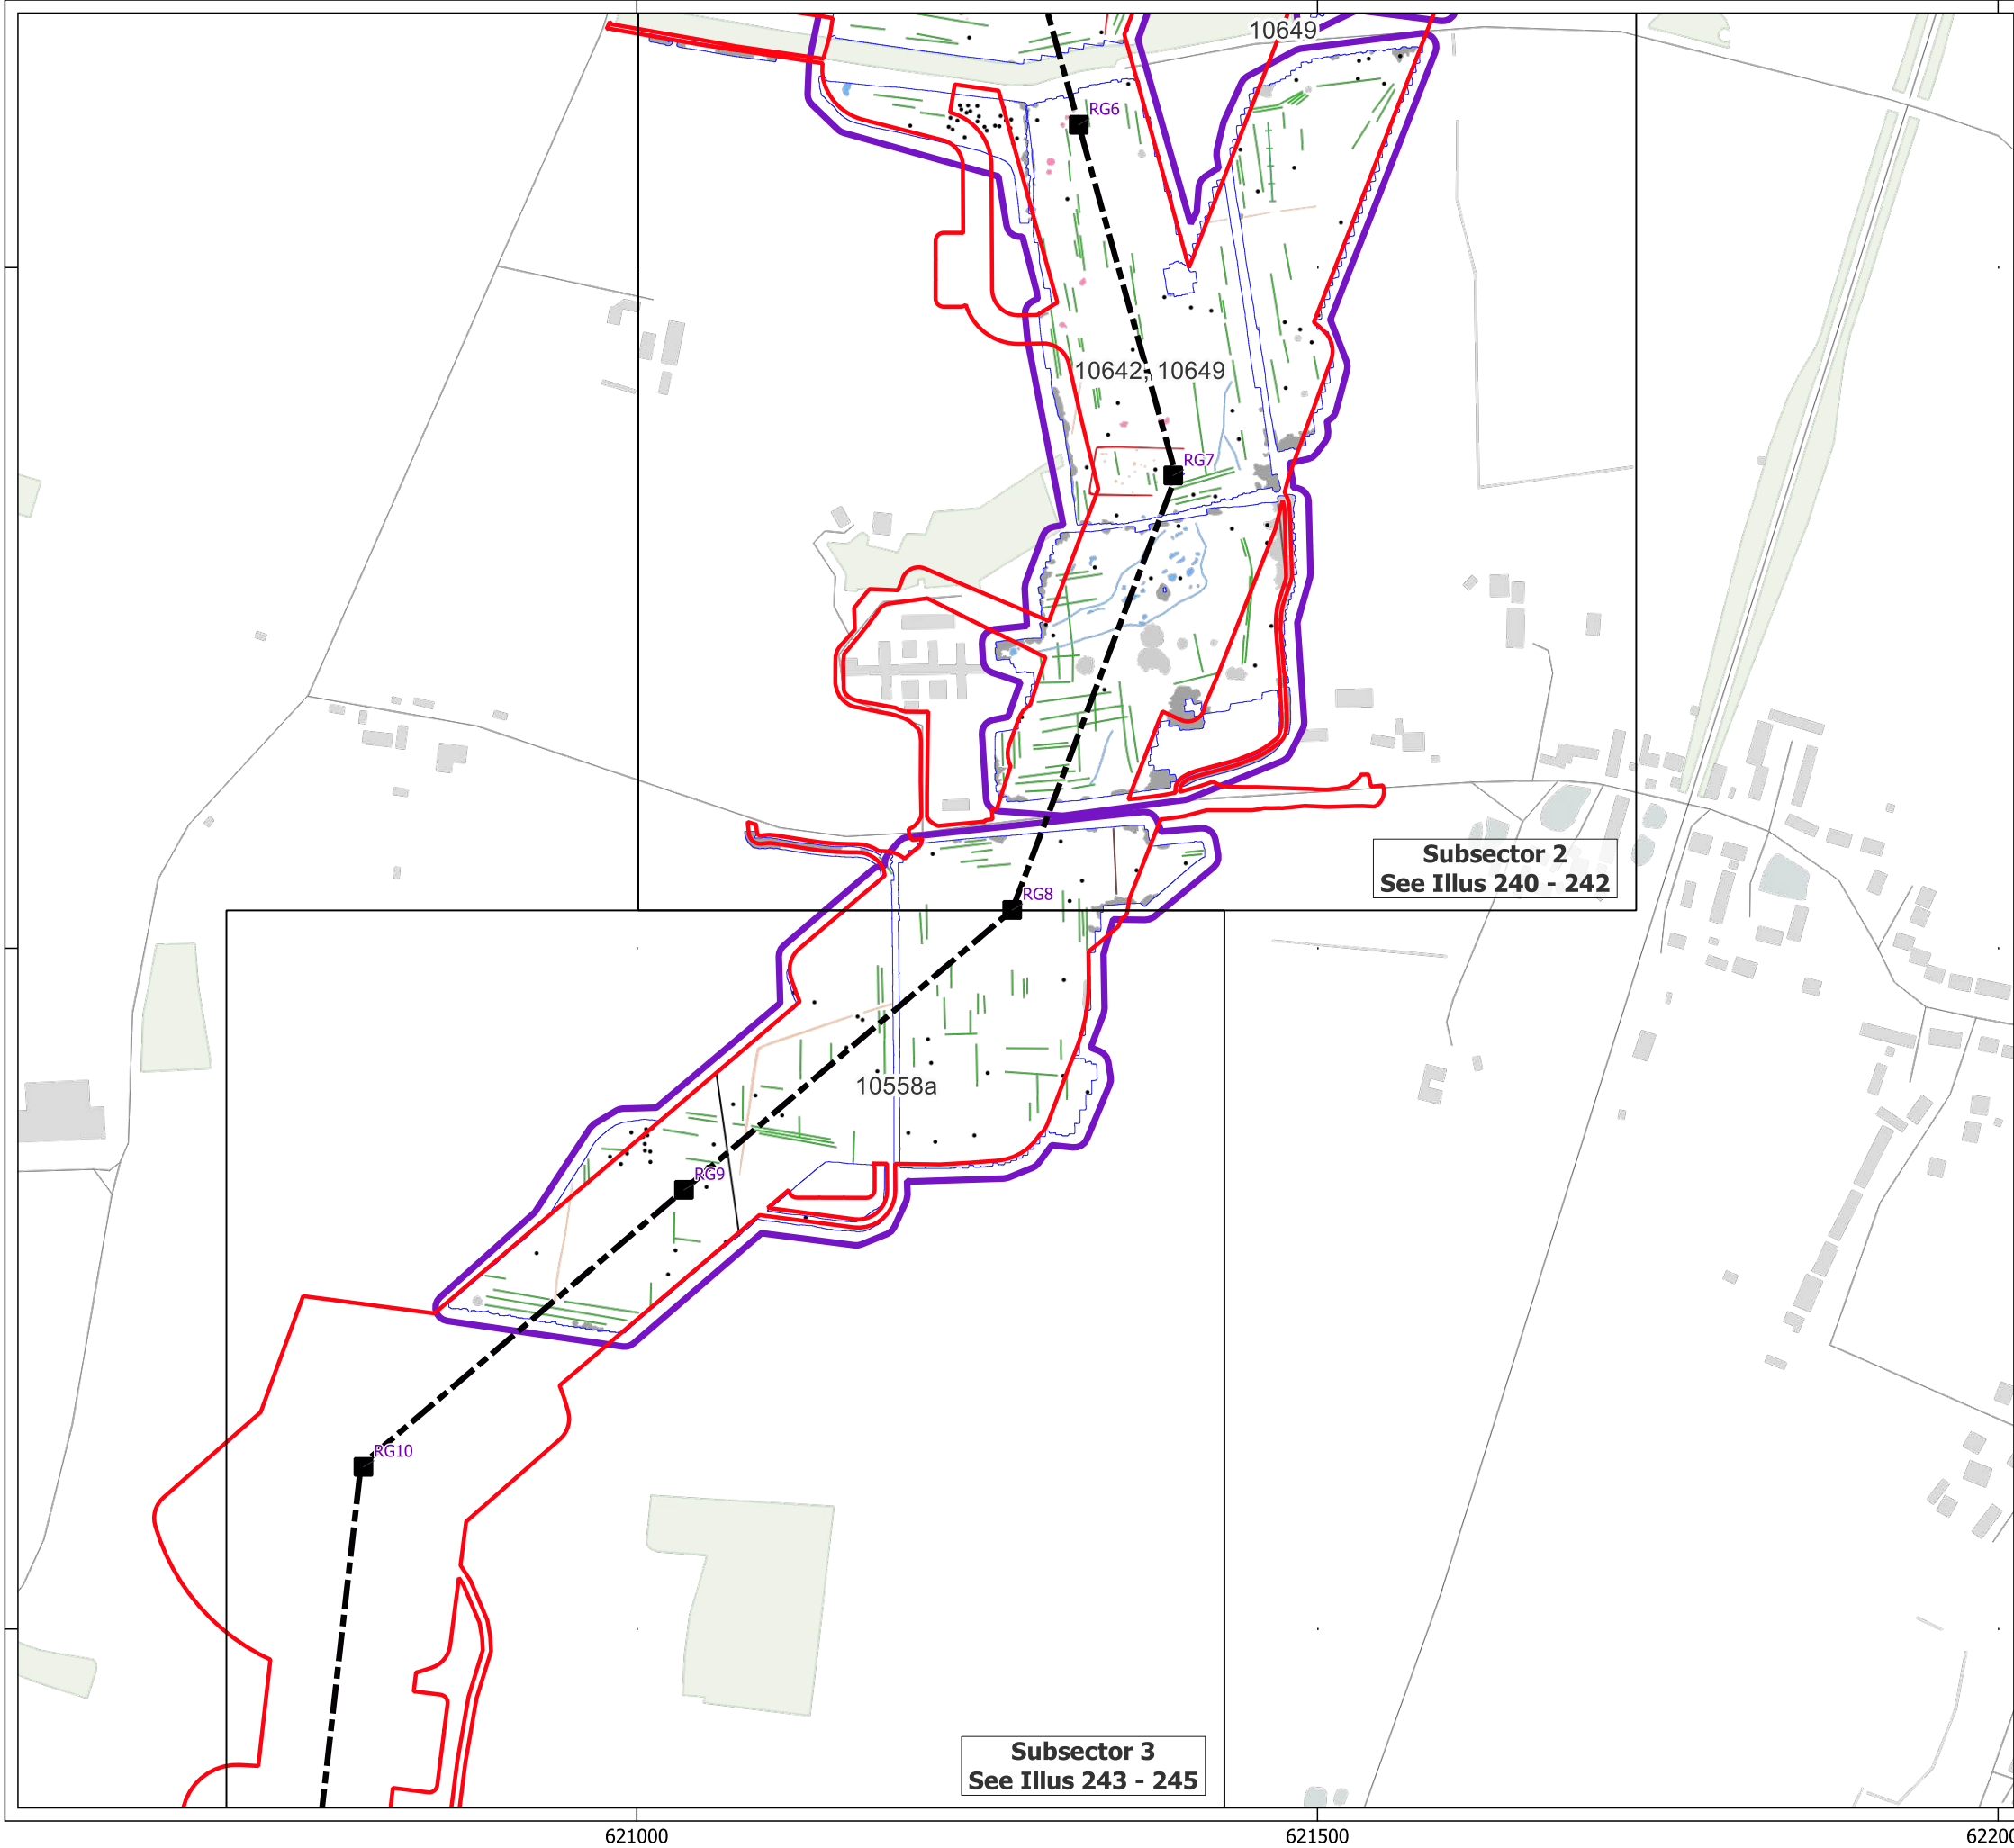 10649
RG6
10642, 10649
RG7
Subsector 2
See Illus 240 - 242
RG8
10558a
RG9
RG10
Subsector 3
See Illus 243 - 245
621000
621500